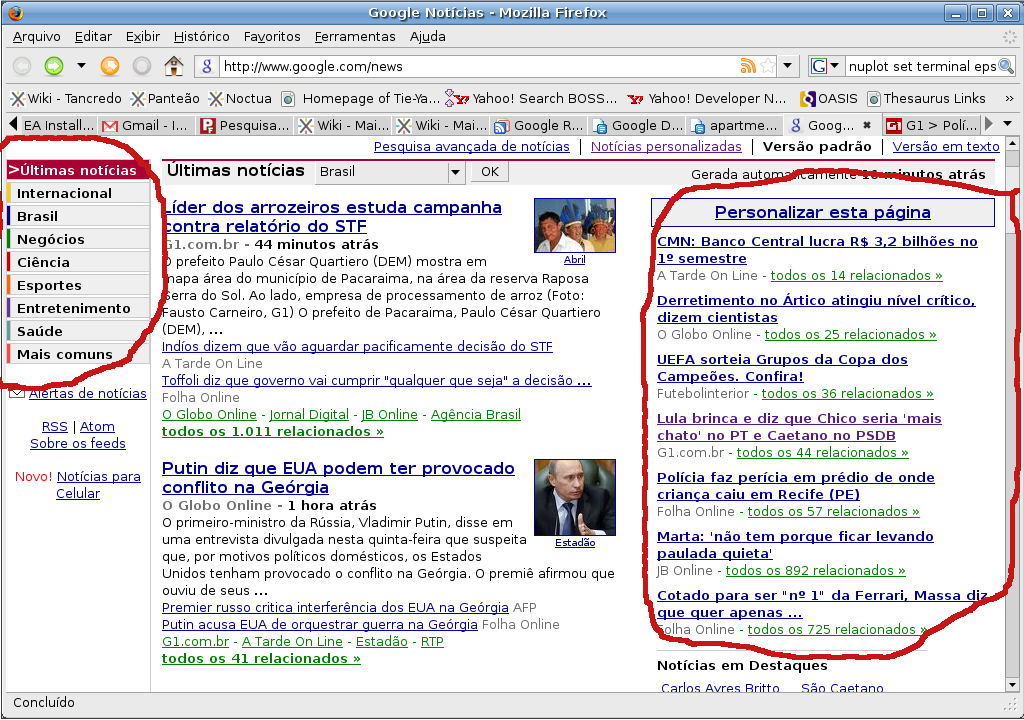 Google Notícias - Mozilla Firefox
Arquivo Editar Exibir Histórico Favoritos Ferramentas Ajuda
http://www.google.com/news
nuplot set terminal eps
Wiki - Tancredo Panteão Noctua Homepage of Tie-Ya... Yahoo! Search BOSS... Yahoo! Developer N... OASIS Thesaurus Links »
EA Install... Gmail - I... Pesquisa... Wiki - Mai... Wiki - Mai... Google R... Google D... apartme... Goog... G1 > Polí...
Pesquisa avançada de notícias | Notícias personalizadas | Versão padrão | Versão em texto
>Últimas notícias
Internacional
Brasil
Negócios
Ciência
Esportes
Entretenimento
Saúde
Mais comuns
Alertas de notícias
RSS | Atom
Sobre os feeds
Novo! Notícias para
Celular
Últimas notícias Brasil OK
Gerada automaticamente 16 minutos atrás
Líder dos arrozeiros estuda campanha
contra relatório do STF
G1.com.br - 44 minutos atrás
O prefeito Paulo César Quartiero (DEM) mostra em
mapa área do município de Pacaraima, na área da reserva Raposa
Serra do Sol. Ao lado, empresa de processamento de arroz (Foto:
Fausto Carneiro, G1) O prefeito de Pacaraima, Paulo César Quartiero
(DEM), ...
Abril
Indíos dizem que vão aguardar pacificamente decisão do STF
A Tarde On Line
Toffoli diz que governo vai cumprir "qualquer que seja" a decisão ...
Folha Online
O Globo Online - Jornal Digital - JB Online - Agência Brasil
todos os 1.011 relacionados »
Putin diz que EUA podem ter provocado
conflito na Geórgia
O Globo Online - 1 hora atrás
O primeiro-ministro da Rússia, Vladimir Putin, disse em
uma entrevista divulgada nesta quinta-feira que suspeita
que, por motivos políticos domésticos, os Estados
Unidos tenham provocado o conflito na Geórgia. O premiê afirmou que
ouviu de seus ...
Estadão
Premier russo critica interferência dos EUA na Geórgia AFP
Putin acusa EUA de orquestrar guerra na Geórgia Folha Online
G1.com.br - A Tarde On Line - Estadão - RTP
todos os 41 relacionados »
Personalizar esta página
CMN: Banco Central lucra R$ 3,2 bilhões no
1º semestre
A Tarde On Line - todos os 14 relacionados »
Derretimento no Ártico atingiu nível crítico,
dizem cientistas
O Globo Online - todos os 25 relacionados »
UEFA sorteia Grupos da Copa dos
Campeões. Confira!
Futebolinterior - todos os 36 relacionados »
Lula brinca e diz que Chico seria 'mais
chato' no PT e Caetano no PSDB
G1.com.br - todos os 44 relacionados »
Polícia faz perícia em prédio de onde
criança caiu em Recife (PE)
Folha Online - todos os 57 relacionados »
Marta: 'não tem porque ficar levando
paulada quieta'
JB Online - todos os 892 relacionados »
Cotado para ser "nº 1" da Ferrari, Massa diz
que quer apenas ...
Folha Online - todos os 725 relacionados »
Notícias em Destaques
Carlos Ayres Britto São Caetano
Concluído